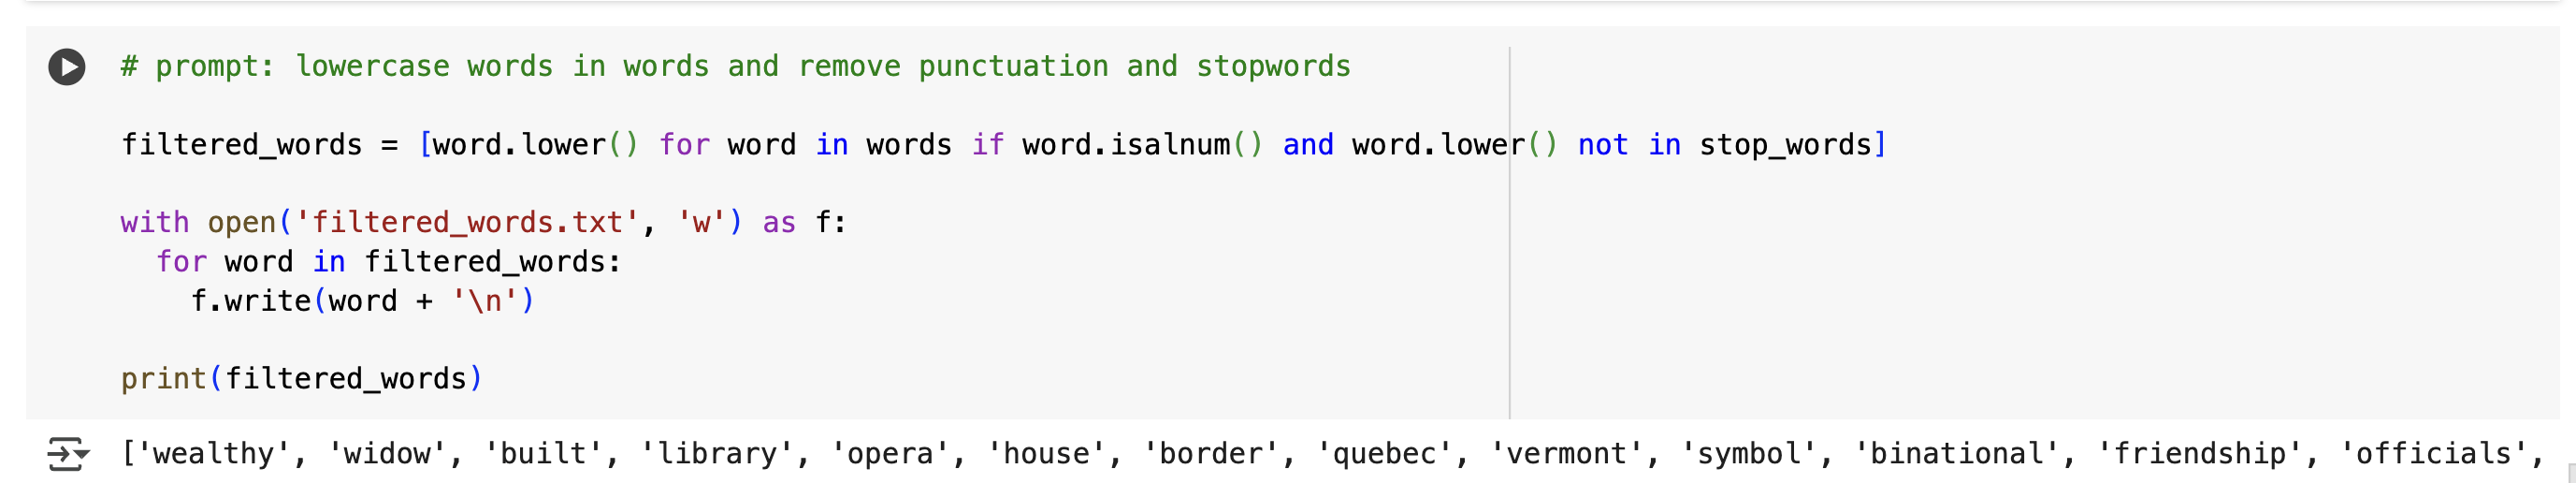 # prompt: lowercase words in words and remove punctuation and stopwords
filtered_words = [word.lower() for word in words if word.isalnum() and word.lower() not in stop_words]
with open('filtered_words.txt', 'w') as f:
  for word in filtered_words:
    f.write(word + '\n')
print(filtered_words)
['wealthy', 'widow', 'built', 'library', 'opera', 'house', 'border', 'quebec', 'vermont', 'symbol', 'binational', 'friendship', 'officials',